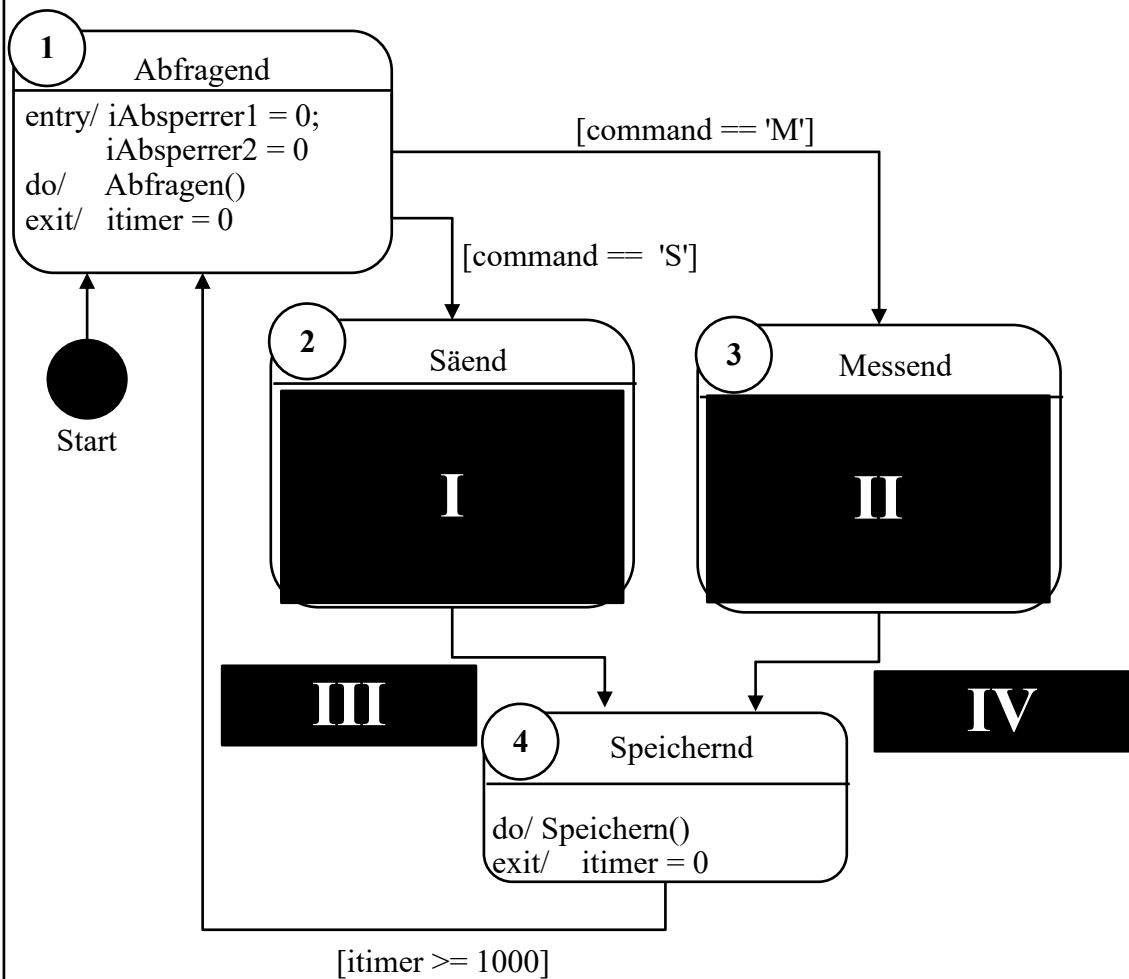 1
Abfragend
entry/ iAbsperrer1 = 0;
iAbsperrer2 = 0
do/ Abfragen()
exit/ itimer = 0
[command == 'M']
[command == 'S']
Start
2
Säend
I
3
Messend
II
III
IV
4
Speichernd
do/ Speichern()
exit/ itimer = 0
[itimer >= 1000]